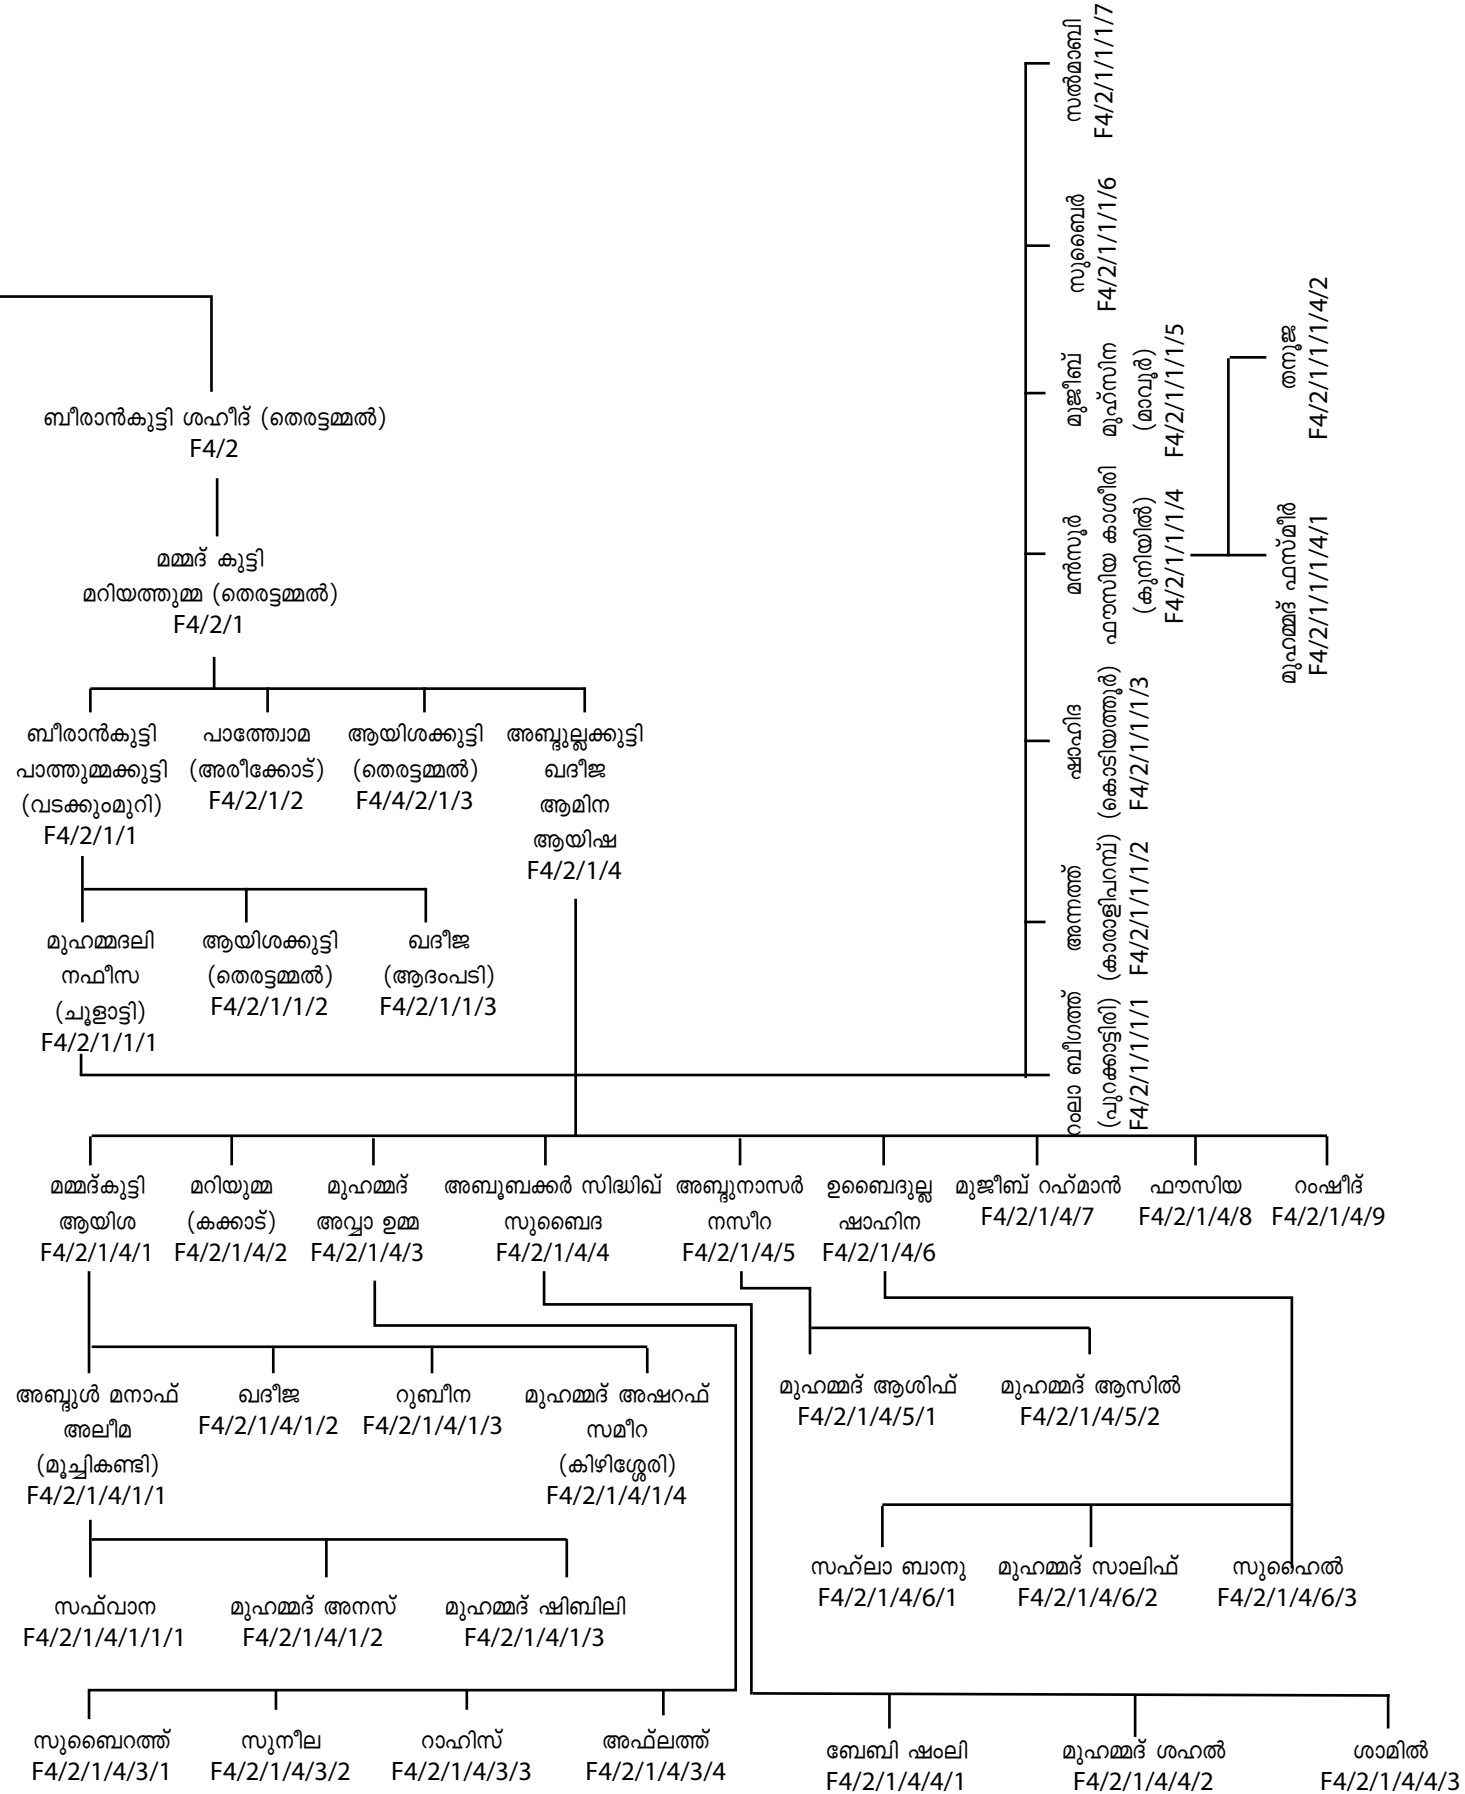 ബീരാൻകുട്ടി ശഹീദ് (തെരട്ടമ്മൽ)
F4/2
മമ്മദ് കുട്ടി
മറിയത്തുമ്മ (തെരട്ടമ്മൽ)
F4/2/1
ബീരാൻകുട്ടി
പാത്തുമ്മക്കുട്ടി
(വടക്കുംമുറി)
F4/2/1/1
പാത്തോമ
(അരീക്കോട്)
F4/2/1/2
ആയിശക്കുട്ടി
(തെരട്ടമ്മൽ)
F4/4/2/1/3
അബ്ദുല്ലക്കുട്ടി
ഖദീജ
ആമിന
ആയിഷ
F4/2/1/4
മുഹമ്മദലി
നഫീസ
(ചൂളാട്ടി)
F4/2/1/1/1
ആയിശക്കുട്ടി
(തെരട്ടമ്മൽ)
F4/2/1/1/2
ഖദീജ
(ആദംപടി)
F4/2/1/1/3
സൽമാബി
F4/2/1/1/1/7
സുബൈർ
F4/2/1/1/1/6
മുജീബ്
മുഹ്സിന
(മാവൂർ)
F4/2/1/1/1/5
മൻസൂർ
ഫൗസിയ കാശീരി
(കുനിയിൽ)
F4/2/1/1/1/4
തനൂജ
F4/2/1/1/1/4/2
മുഹമ്മദ് ഫസ്മീർ
F4/2/1/1/1/4/1
ഷാഹിദ
(കൊടിയത്തൂർ)
F4/2/1/1/1/3
അന്നത്ത്
(കാരാളിപറമ്പ്)
F4/2/1/1/1/2
റംലാ ബീഗത്ത്
(പുറക്കാട്ടിരി)
F4/2/1/1/1/1
മമ്മദ്കുട്ടി
ആയിശ
F4/2/1/4/1
മറിയുമ്മ
(കക്കാട്)
F4/2/1/4/2
മുഹമ്മദ്
അവ്വാ ഉമ്മ
F4/2/1/4/3
അബൂബക്കർ സിദ്ധിഖ്
സുബൈദ
F4/2/1/4/4
അബ്ദുനാസർ
നസീറ
F4/2/1/4/5
ഉബൈദുല്ല
ഷാഹിന
F4/2/1/4/6
മുജീബ് റഹ്മാൻ
F4/2/1/4/7
ഫൗസിയ
F4/2/1/4/8
റംഷീദ്
F4/2/1/4/9
അബ്ദുൾ മനാഫ്
അലീമ
(മൂച്ചികണ്ടി)
F4/2/1/4/1/1
ഖദീജ
F4/2/1/4/1/2
റുബീന
F4/2/1/4/1/3
മുഹമ്മദ് അഷറഫ്
സമീറ
(കിഴിശ്ശേരി)
F4/2/1/4/1/4
മുഹമ്മദ് ആശിഫ്
F4/2/1/4/5/1
മുഹമ്മദ് ആസിൽ
F4/2/1/4/5/2
സഹ്ലാ ബാനു
F4/2/1/4/6/1
മുഹമ്മദ് സാലിഫ്
F4/2/1/4/6/2
സുഹൈൽ
F4/2/1/4/6/3
സഫ്‌വാന
F4/2/1/4/1/1/1
മുഹമ്മദ് അനസ്
F4/2/1/4/1/2
മുഹമ്മദ് ഷിബിലി
F4/2/1/4/1/3
സുബൈറത്ത്
F4/2/1/4/3/1
സുനീല
F4/2/1/4/3/2
റാഹിസ്
F4/2/1/4/3/3
അഫ്ലത്ത്
F4/2/1/4/3/4
ബേബി ഷംലി
F4/2/1/4/4/1
മുഹമ്മദ് ശഹൽ
F4/2/1/4/4/2
ശാമിൽ
F4/2/1/4/4/3